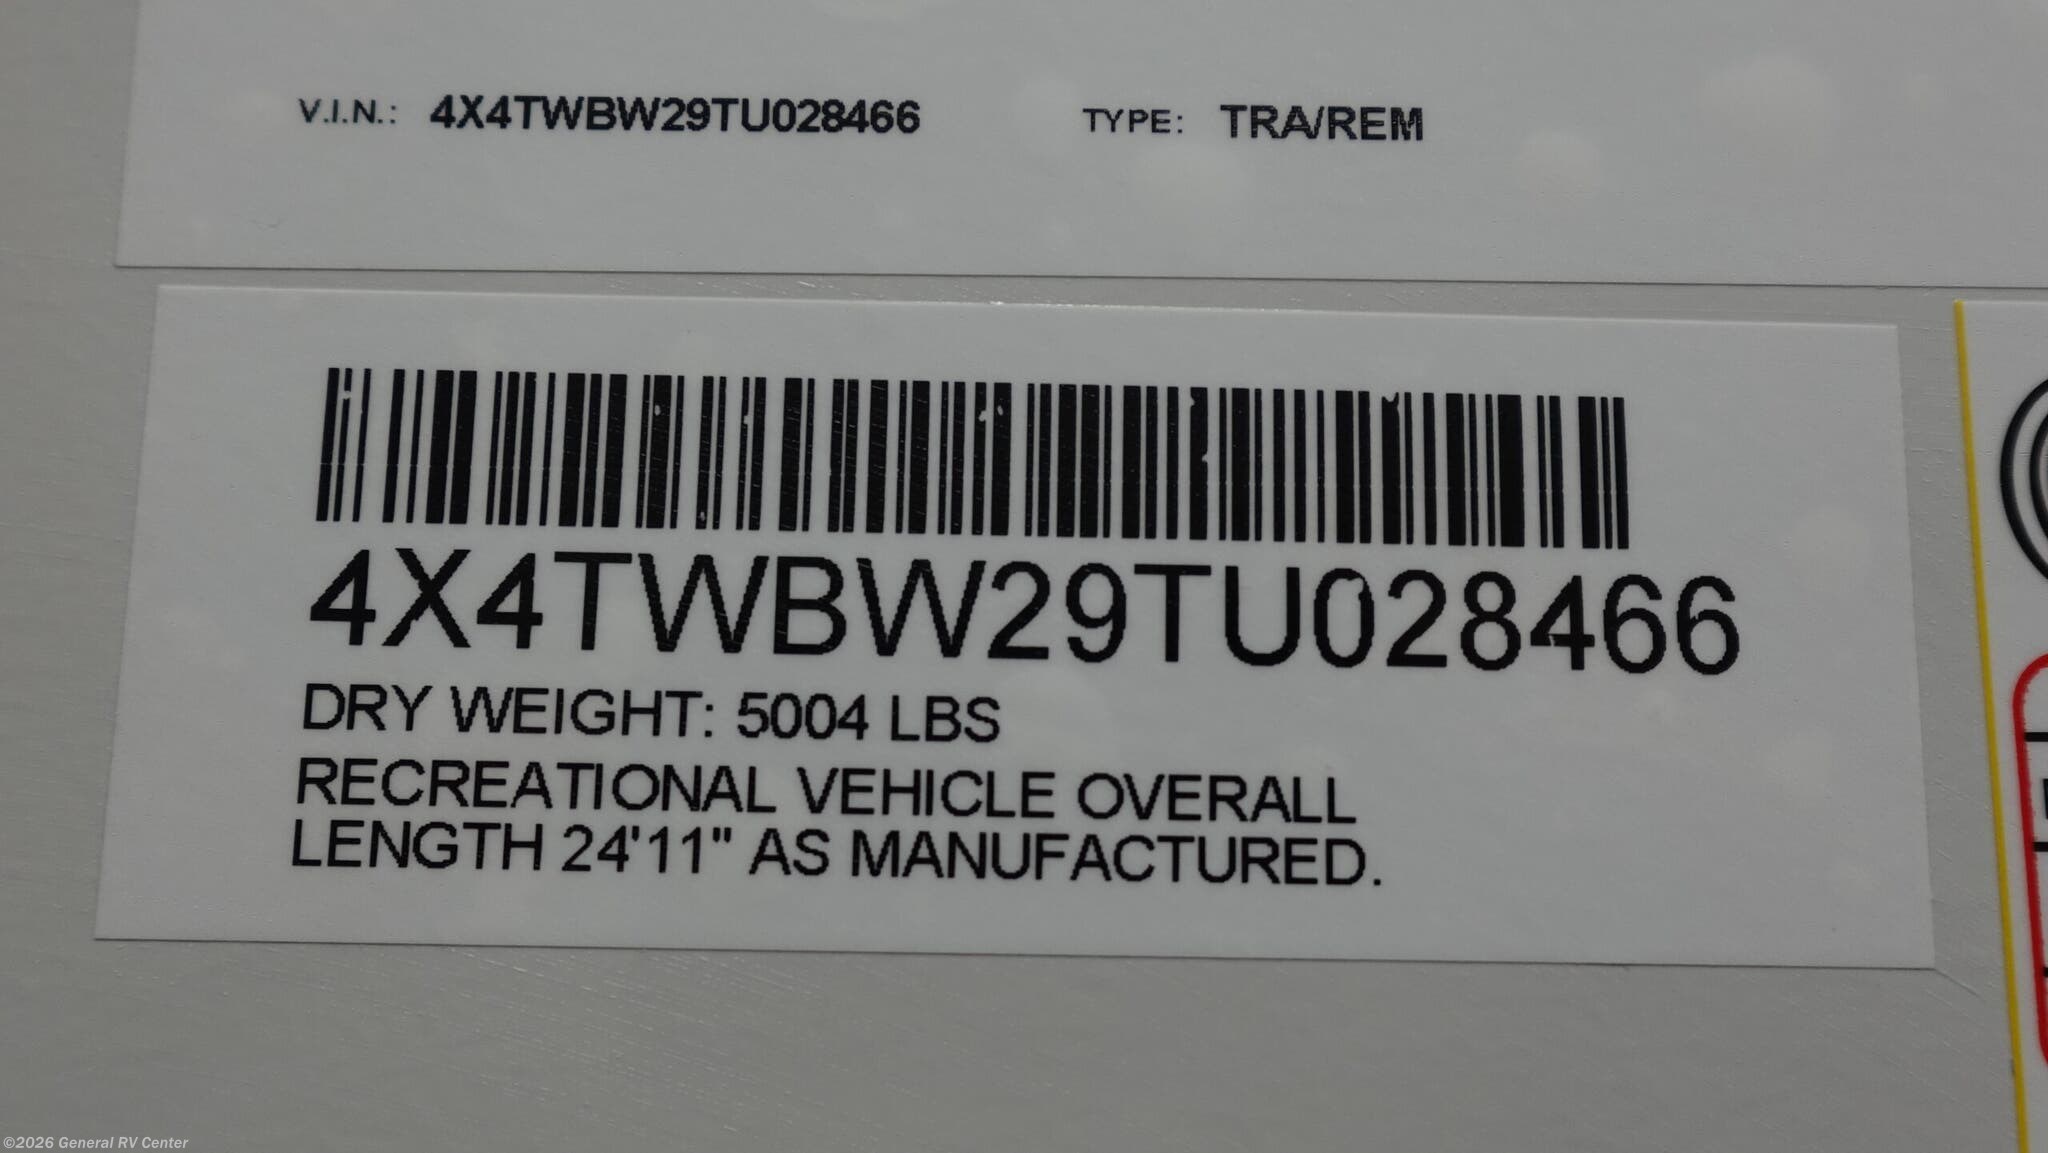 V.I.N.: 4X4TWBW29TU028466 TYPE: TRA/REM
4X4TWBW29TU028466
DRY WEIGHT: 5004 LBS
RECREATIONAL VEHICLE OVERALL
LENGTH 24'11" AS MANUFACTURED.
©2026 General RV Center